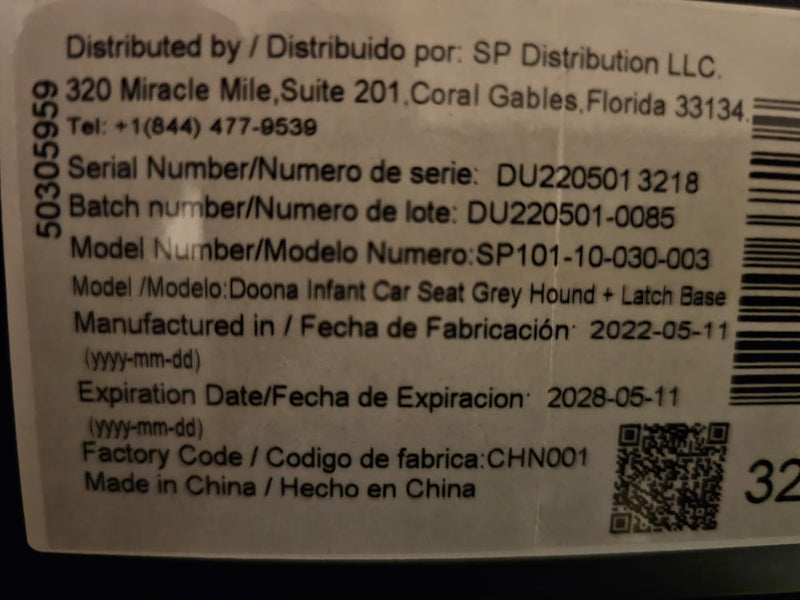 Distributed by / Distribuido por: SP Distribution LLC.
320 Miracle Mile,Suite 201,Coral Gables,Florida 33134.
Tel: +1(844) 477-9539
50305959
Serial Number/Numero de serie: DU2205013218
Batch number/Numero de lote: DU220501-0085
Model Number/Modelo Numero:SP101-10-030-003
Model /Modelo:Doona Infant Car Seat Grey Hound + Latch Base
Manufactured in / Fecha de Fabricación: 2022-05-11
(yyyy-mm-dd)
Expiration Date/Fecha de Expiracion: 2028-05-11
(yyyy-mm-dd)
Factory Code / Codigo de fabrica:CHN001
Made in China / Hecho en China
32